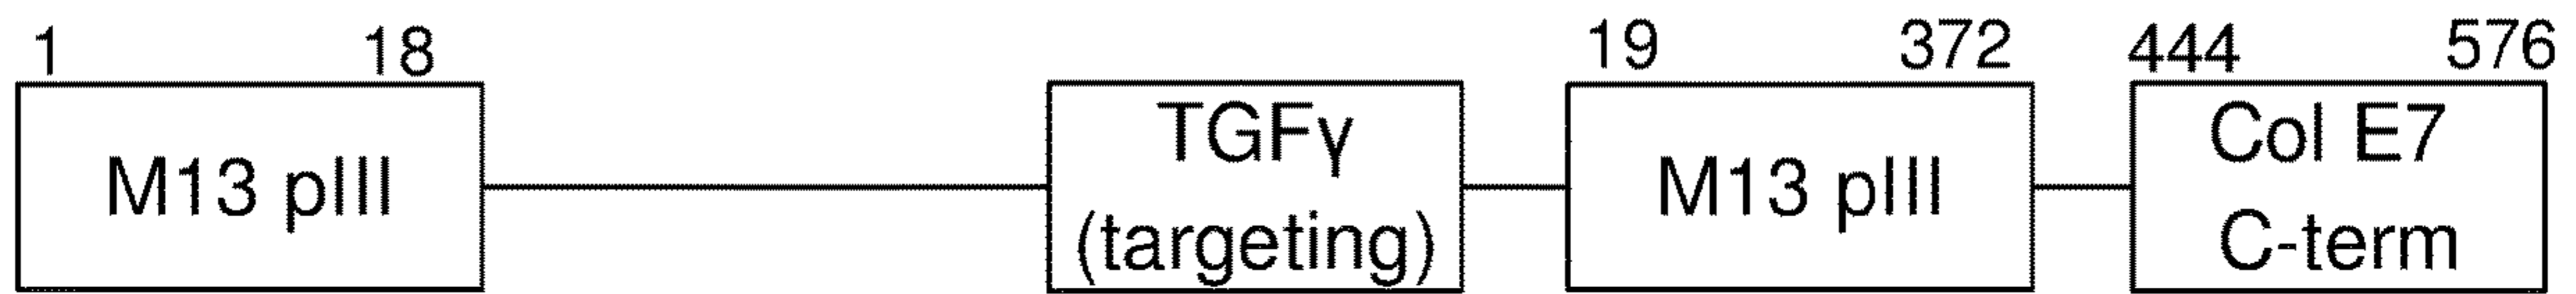 1 18 19 372 444 576
M13 pIII
TGFγ
(targeting)
M13 pIII
Col E7
C-term